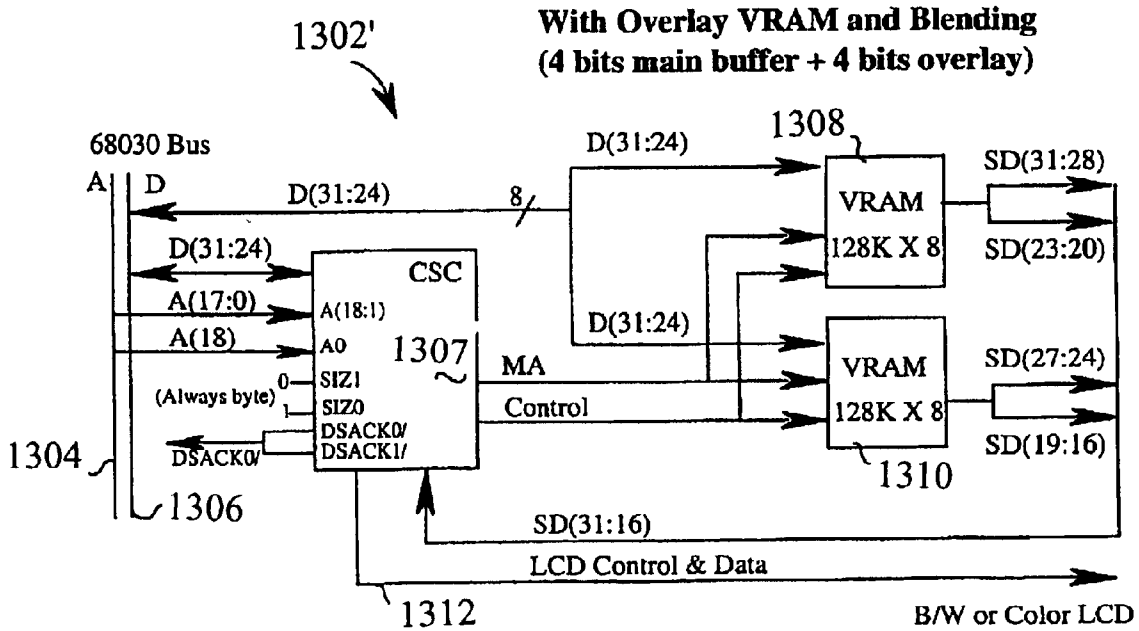 With Overlay VRAM and Blending
(4 bits main buffer + 4 bits overlay)
1302'
68030 Bus
A D
D(31:24)
8
D(31:24)
1308
VRAM
128K X 8
SD(31:28)
SD(23:20)
D(31:24)
CSC
A(17:0)
A(18:1)
A(18)
A0
1307
0
SIZ1
(Always byte)
1
SIZ0
DSACK0/
DSACK1/
DSACK0/
MA
Control
D(31:24)
VRAM
128K X 8
1310
SD(27:24)
SD(19:16)
1304
1306
SD(31:16)
LCD Control & Data
1312
B/W or Color LCD